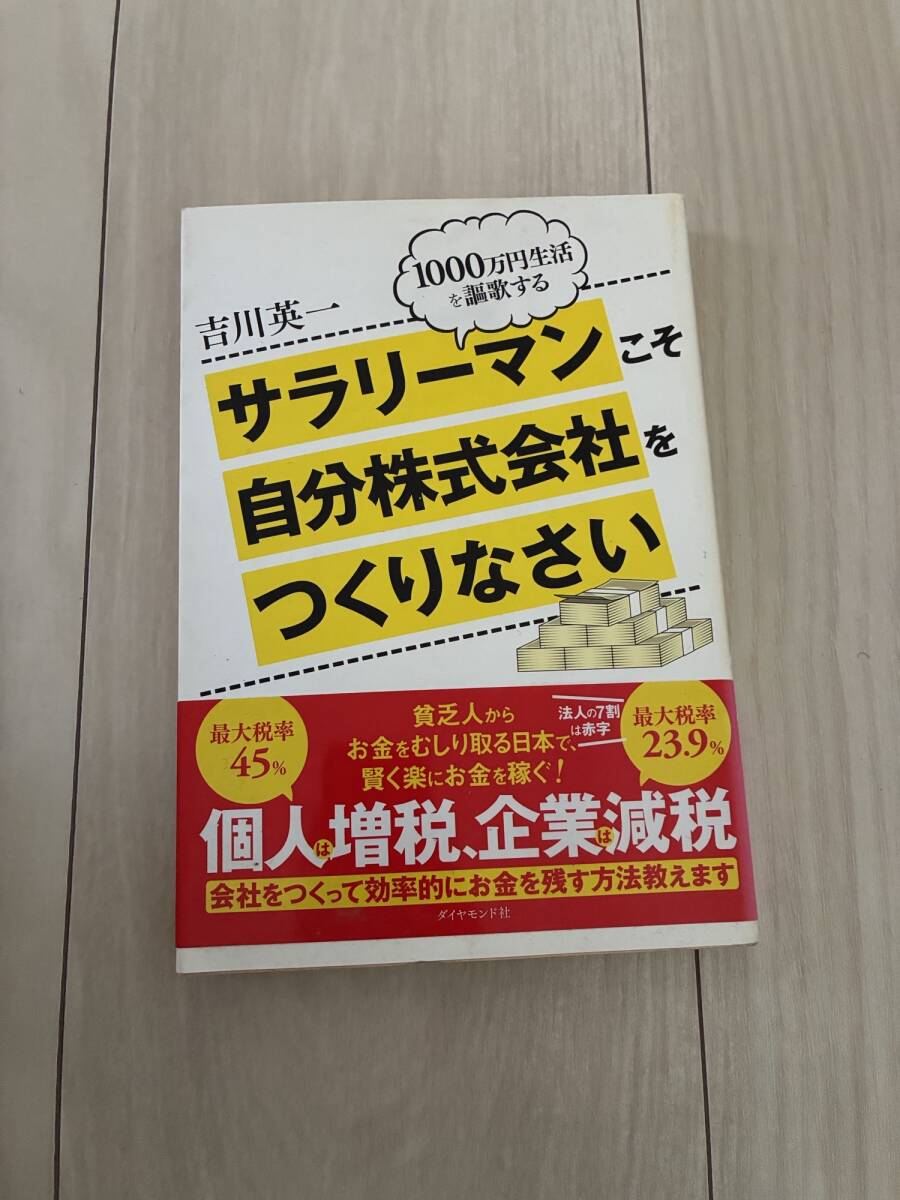 1000万円生活
を謳歌する
吉川英一
サラリーマンこそ
自分株式会社を
つくりなさい
最大税率
45%
貧乏人から
お金をむしり取る日本で、
賢く楽にお金を稼ぐ!
法人の7割
は赤字
最大税率
23.9%
個人は増税、企業は減税
会社をつくって効率的にお金を残す方法教えます
ダイヤモンド社